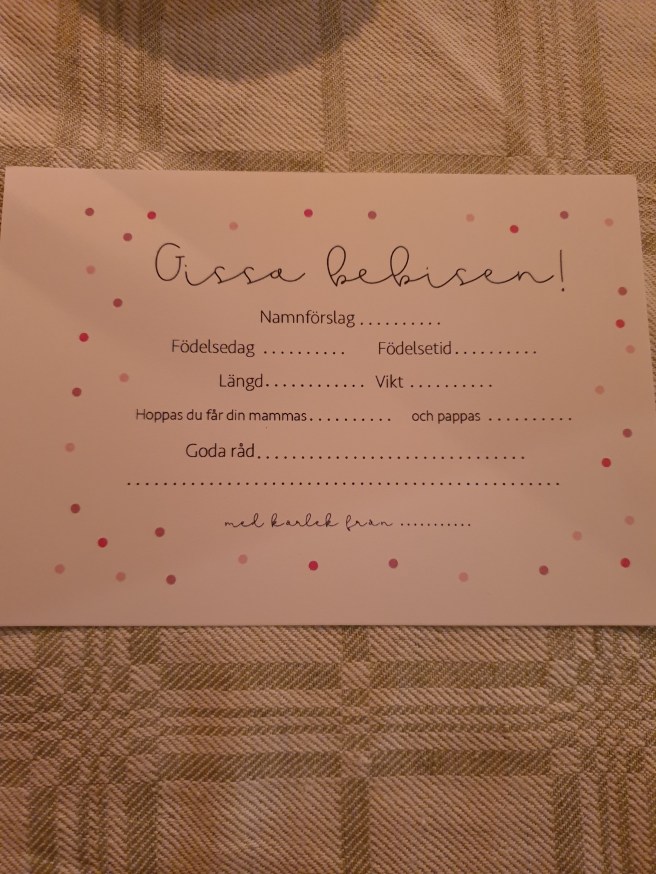 Gissa bebisen!
Namnförslag ..........
Födelsedag .......... Födelsetid..........
Längd............ Vikt ..........
Hoppas du får din mammas.......... och pappas ..........
Goda råd...............................
..................................................
med kärlek från ...........